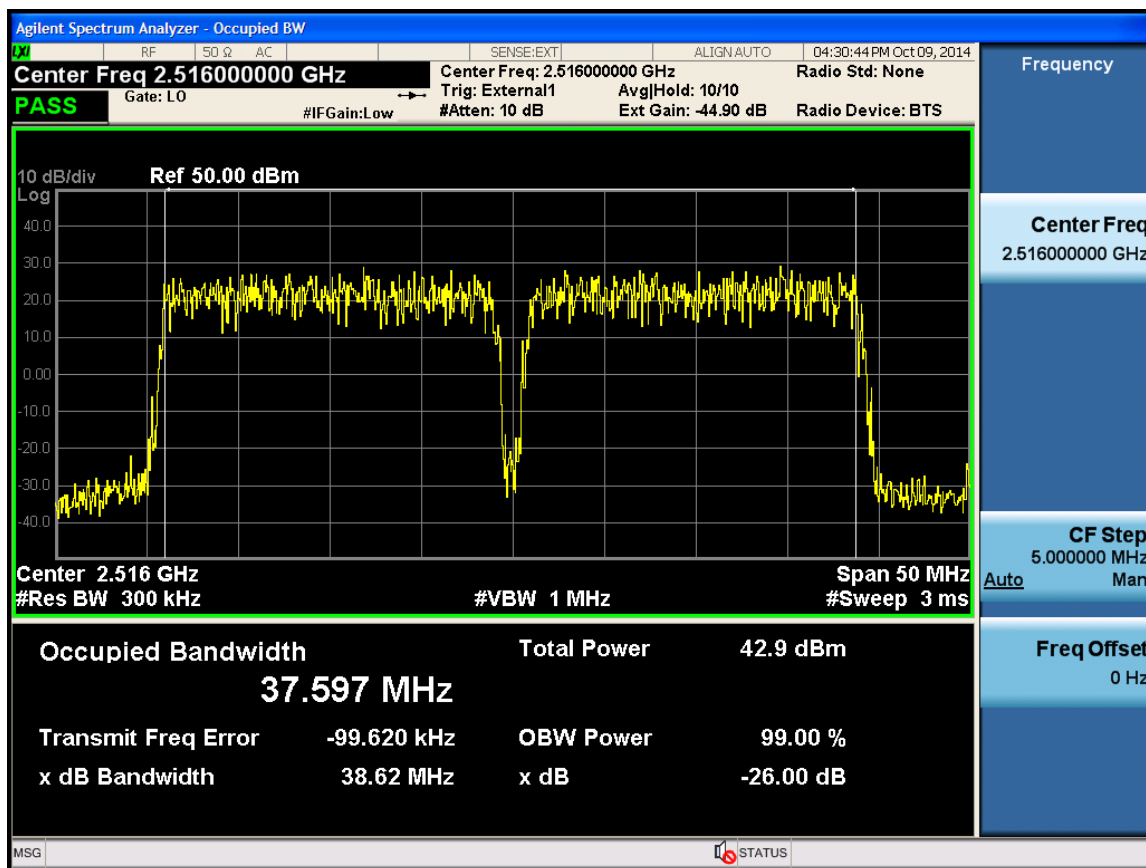 Agilent Spectrum Analyzer - Occupied BW
LXI RF 50 Ω AC SENSE:EXT ALIGN AUTO 04:30:44 PM Oct 09, 2014
Center Freq 2.516000000 GHz
PASS
Gate: LO
#IFGain:Low
Center Freq: 2.516000000 GHz
Trig: External1 Avg|Hold: 10/10
#Atten: 10 dB Ext Gain: -44.90 dB
Radio Std: None
Radio Device: BTS
10 dB/div Ref 50.00 dBm
Log
40.0
30.0
20.0
10.0
0.00
-10.0
-20.0
-30.0
-40.0
Center 2.516 GHz Span 50 MHz
#Res BW 300 kHz #VBW 1 MHz #Sweep 3 ms
Occupied Bandwidth Total Power 42.9 dBm
37.597 MHz
Transmit Freq Error -99.620 kHz OBW Power 99.00 %
x dB Bandwidth 38.62 MHz x dB -26.00 dB
Frequency
Center Freq
2.516000000 GHz
CF Step
5.000000 MHz
Auto Man
Freq Offset
0 Hz
MSG STATUS